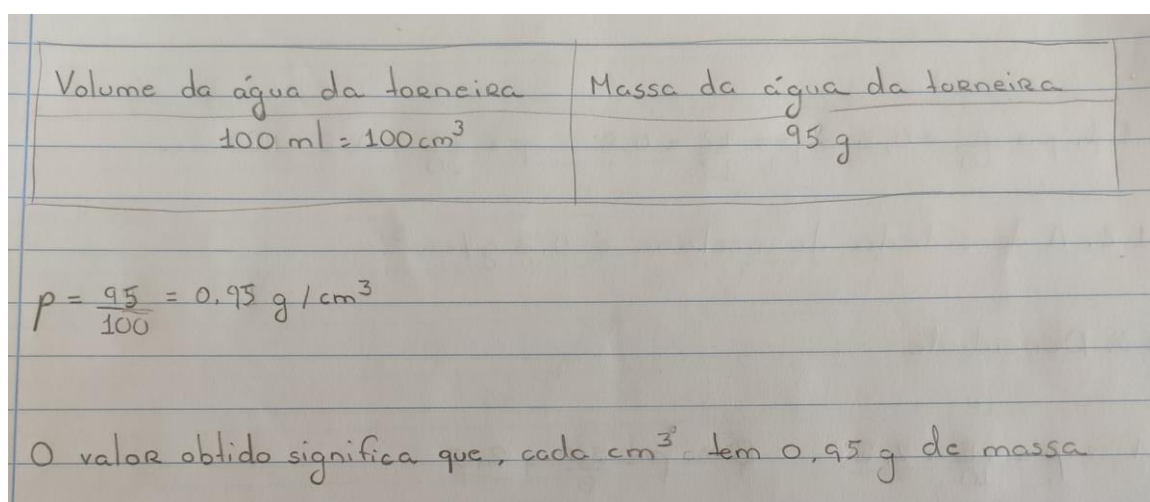 Volume da água da torneira
Massa da água da torneira
100 ml = 100 cm³
95 g
p = 95/100 = 0.95 g / cm³
O valor obtido significa que, cada cm³ tem 0,95 g de massa